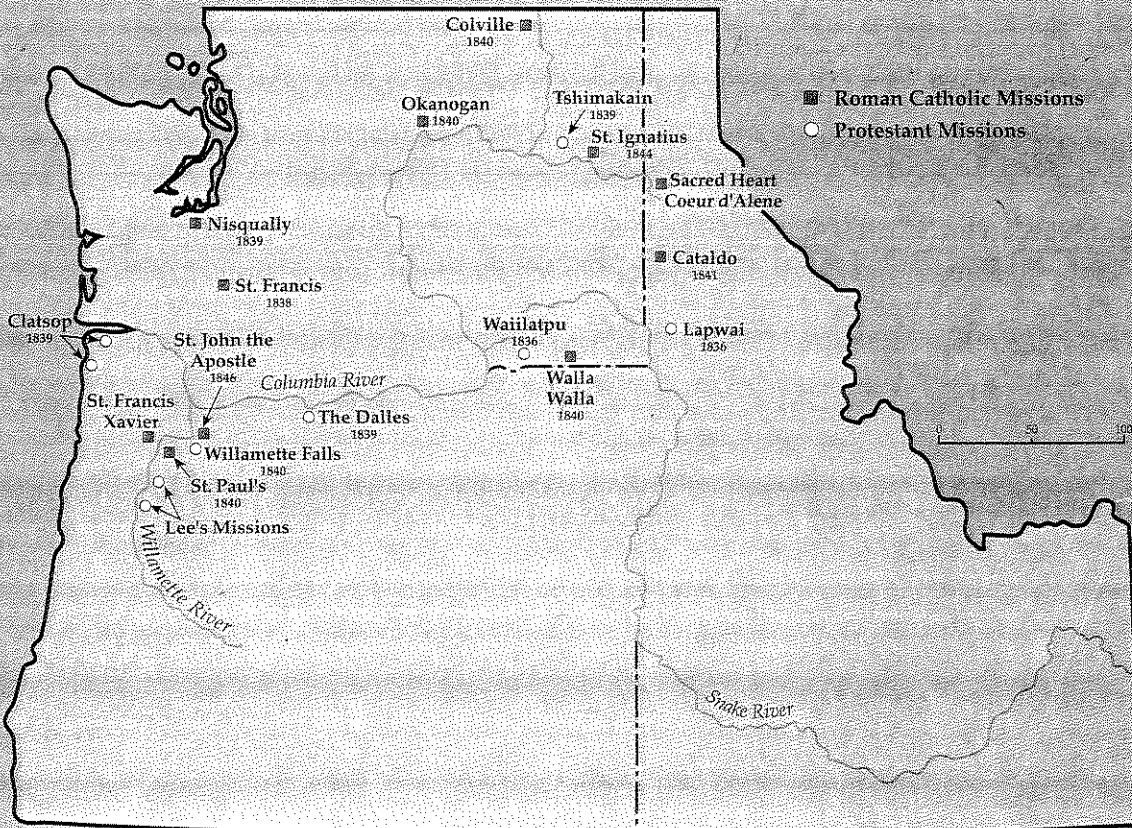 Colville
1840
Okanogan
1840
Tshimakain
1839
St. Ignatius
1844
Roman Catholic Missions
Protestant Missions
Sacred Heart
Coeur d'Alene
Nisqually
1839
St. Francis
1838
Cataldo
1841
Clatsop
1839
St. John the
Apostle
1846
Waiilatpu
1836
Lapwai
1836
Columbia River
Walla
Walla
1840
St. Francis
Xavier
The Dalles
1839
Willamette Falls
1840
St. Paul's
1840
Lee's Missions
Willamette River
Snake River
0 50 100